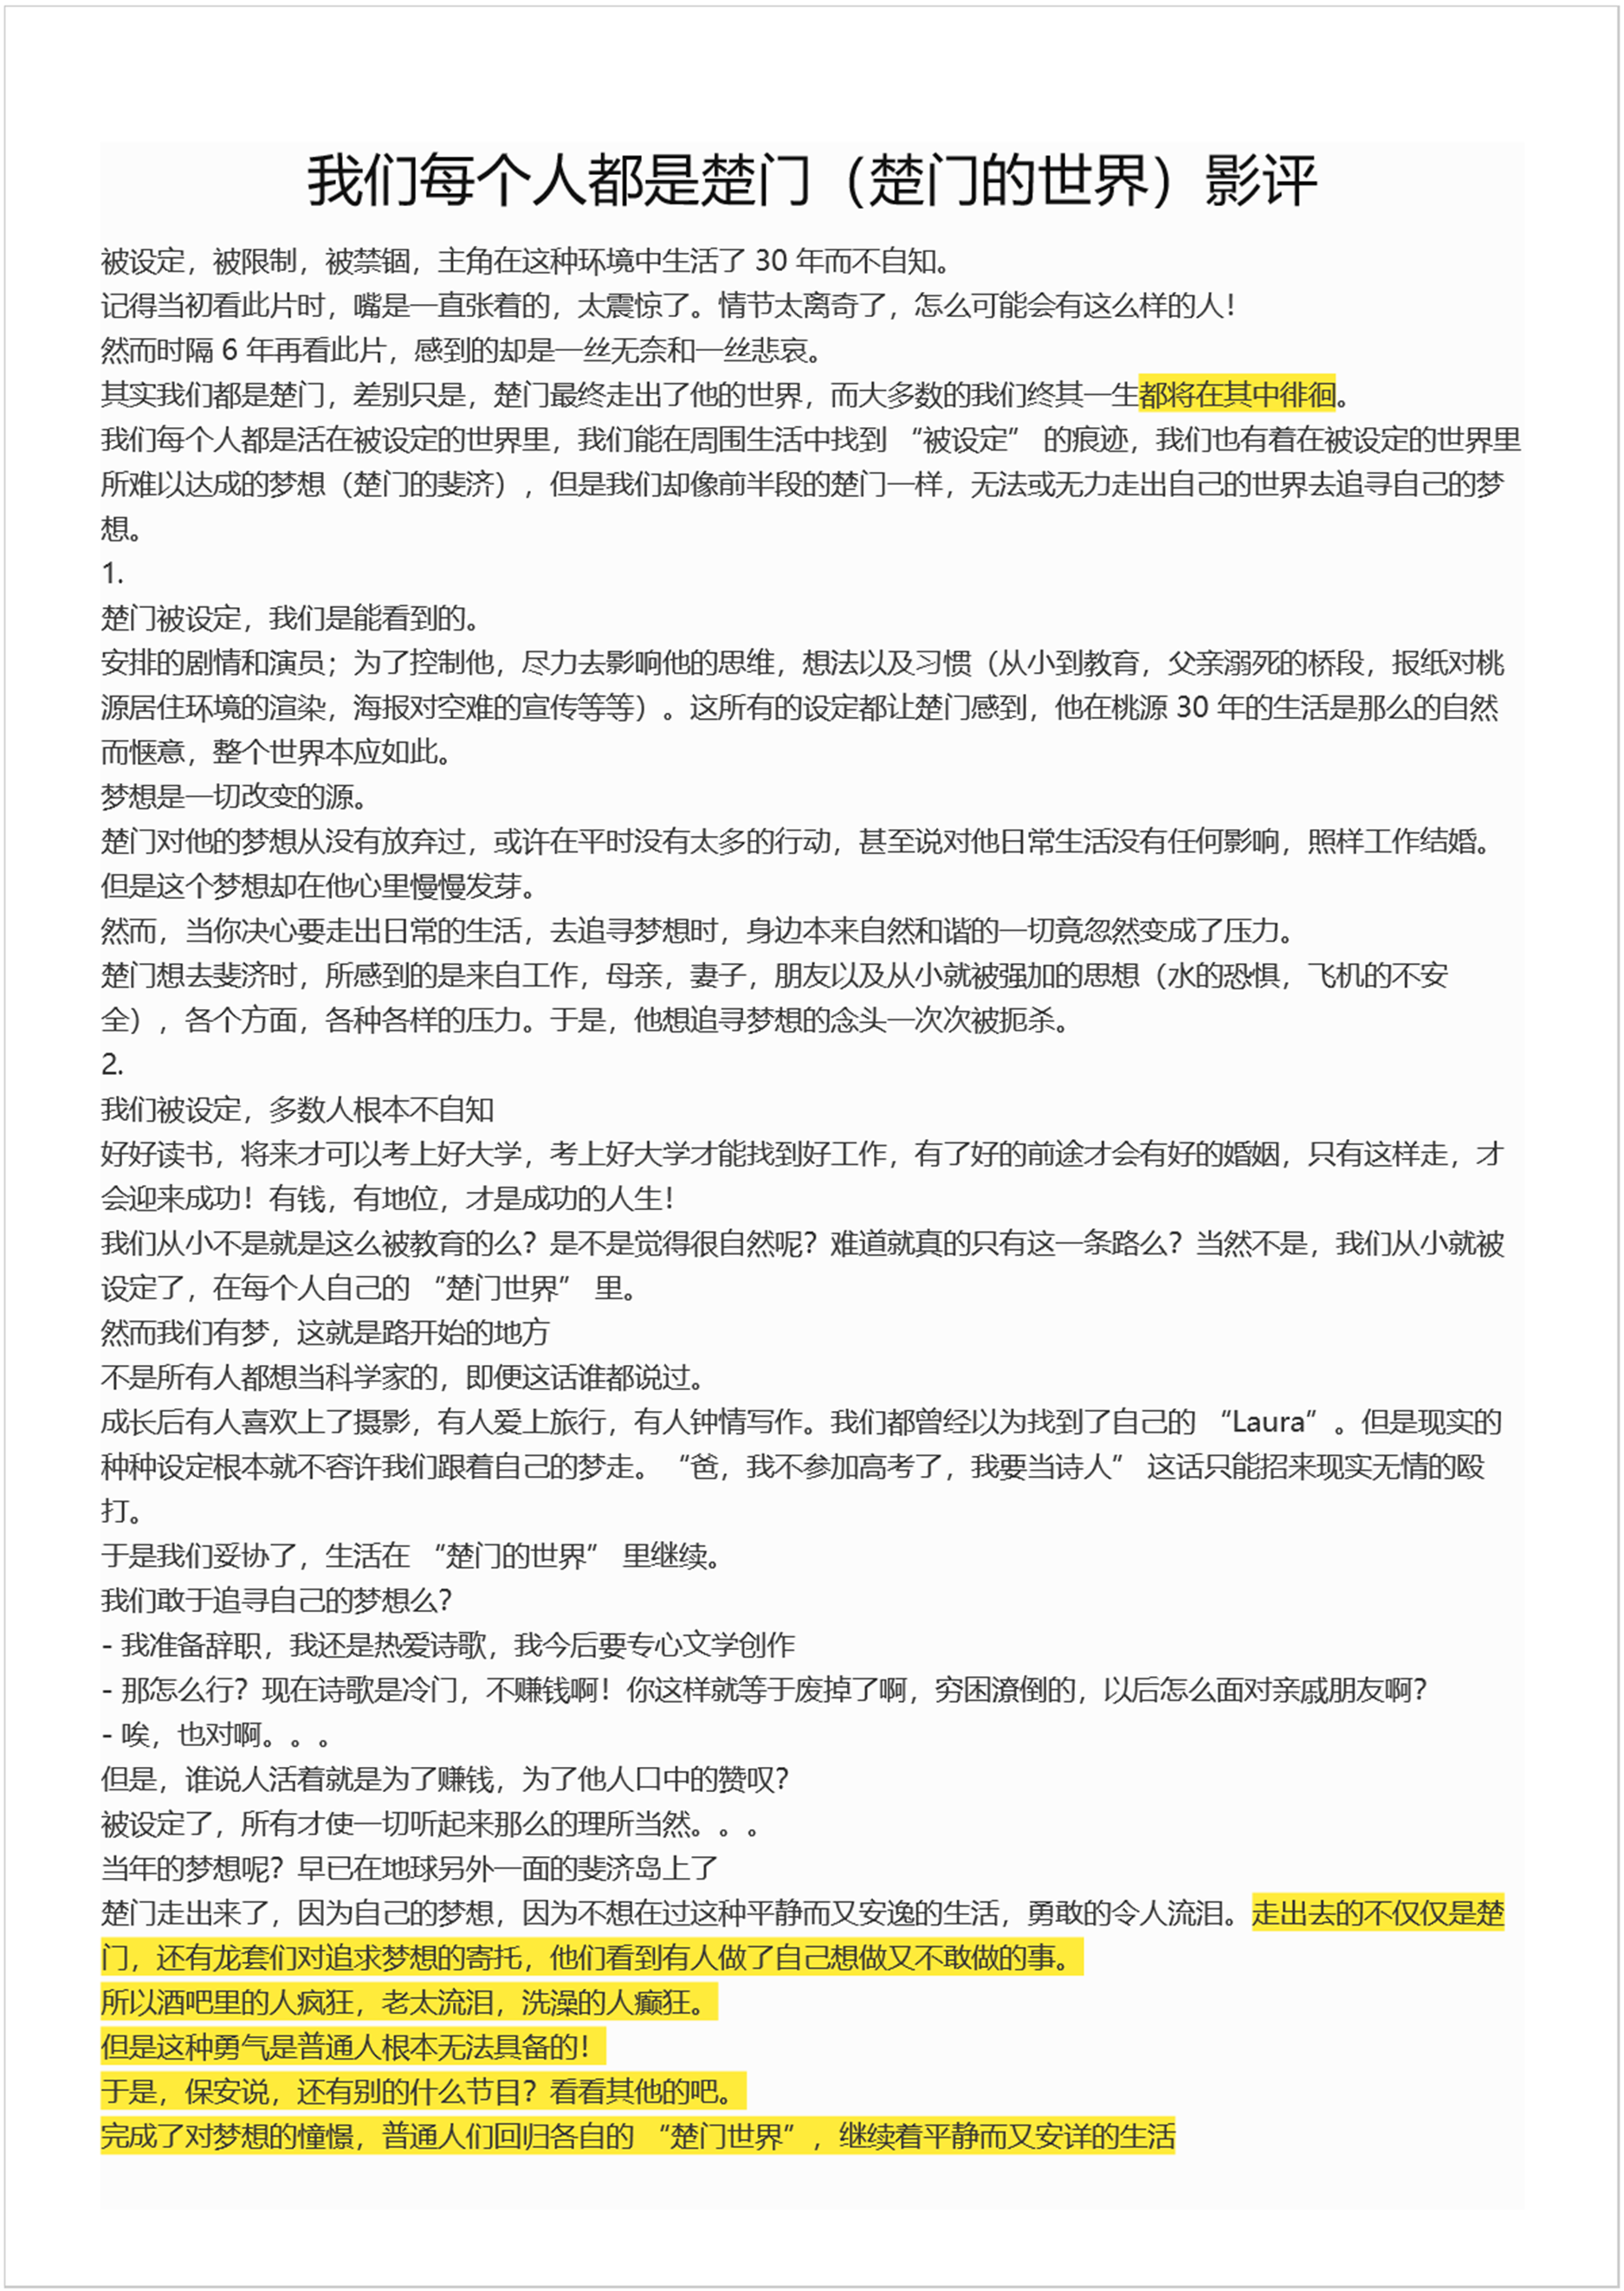 我们每个人都是楚门（楚门的世界）影评
被设定，被限制，被禁锢，主角在这种环境中生活了 30 年而不自知。
记得当初看此片时，嘴是一直张着的，太震惊了。情节太离奇了，怎么可能会有这么样的人！
然而时隔 6 年再看此片，感到的却是一丝无奈和一丝悲哀。
其实我们都是楚门，差别只是，楚门最终走出了他的世界，而大多数的我们终其一生都将在其中徘徊。
我们每个人都是活在被设定的世界里，我们能在周围生活中找到 “被设定” 的痕迹，我们也有着在被设定的世界里
所难以达成的梦想（楚门的斐济），但是我们却像前半段的楚门一样，无法或无力走出自己的世界去追寻自己的梦
想。
1.
楚门被设定，我们是能看到的。
安排的剧情和演员；为了控制他，尽力去影响他的思维，想法以及习惯（从小到教育，父亲溺死的桥段，报纸对桃
源居住环境的渲染，海报对空难的宣传等等）。这所有的设定都让楚门感到，他在桃源 30 年的生活是那么的自然
而惬意，整个世界本应如此。
梦想是一切改变的源。
楚门对他的梦想从没有放弃过，或许在平时没有太多的行动，甚至说对他日常生活没有任何影响，照样工作结婚。
但是这个梦想却在他心里慢慢发芽。
然而，当你决心要走出日常的生活，去追寻梦想时，身边本来自然和谐的一切竟忽然变成了压力。
楚门想去斐济时，所感到的是来自工作，母亲，妻子，朋友以及从小就被强加的思想（水的恐惧，飞机的不安
全），各个方面，各种各样的压力。于是，他想追寻梦想的念头一次次被扼杀。
2.
我们被设定，多数人根本不自知
好好读书，将来才可以考上好大学，考上好大学才能找到好工作，有了好的前途才会有好的婚姻，只有这样走，才
会迎来成功！有钱，有地位，才是成功的人生！
我们从小不是就是这么被教育的么？是不是觉得很自然呢？难道就真的只有这一条路么？当然不是，我们从小就被
设定了，在每个人自己的 “楚门世界” 里。
然而我们有梦，这就是路开始的地方
不是所有人都想当科学家的，即便这话谁都说过。
成长后有人喜欢上了摄影，有人爱上旅行，有人钟情写作。我们都曾经以为找到了自己的 “Laura” 。但是现实的
种种设定根本就不容许我们跟着自己的梦走。 “爸，我不参加高考了，我要当诗人” 这话只能招来现实无情的殴
打。
于是我们妥协了，生活在 “楚门的世界” 里继续。
我们敢于追寻自己的梦想么？
- 我准备辞职，我还是热爱诗歌，我今后要专心文学创作
- 那怎么行？现在诗歌是冷门，不赚钱啊！你这样就等于废掉了啊，穷困潦倒的，以后怎么面对亲戚朋友啊？
- 唉，也对啊。。。
但是，谁说人活着就是为了赚钱，为了他人口中的赞叹？
被设定了，所有才使一切听起来那么的理所当然。。。
当年的梦想呢？早已在地球另外一面的斐济岛上了
楚门走出来了，因为自己的梦想，因为不想在过这种平静而又安逸的生活，勇敢的令人流泪。走出去的不仅仅是楚
门，还有龙套们对追求梦想的寄托，他们看到有人做了自己想做又不敢做的事。
所以酒吧里的人疯狂，老太流泪，洗澡的人癫狂。
但是这种勇气是普通人根本无法具备的！
于是，保安说，还有别的什么节目？看看其他的吧。
完成了对梦想的憧憬，普通人们回归各自的 “楚门世界” ，继续着平静而又安详的生活